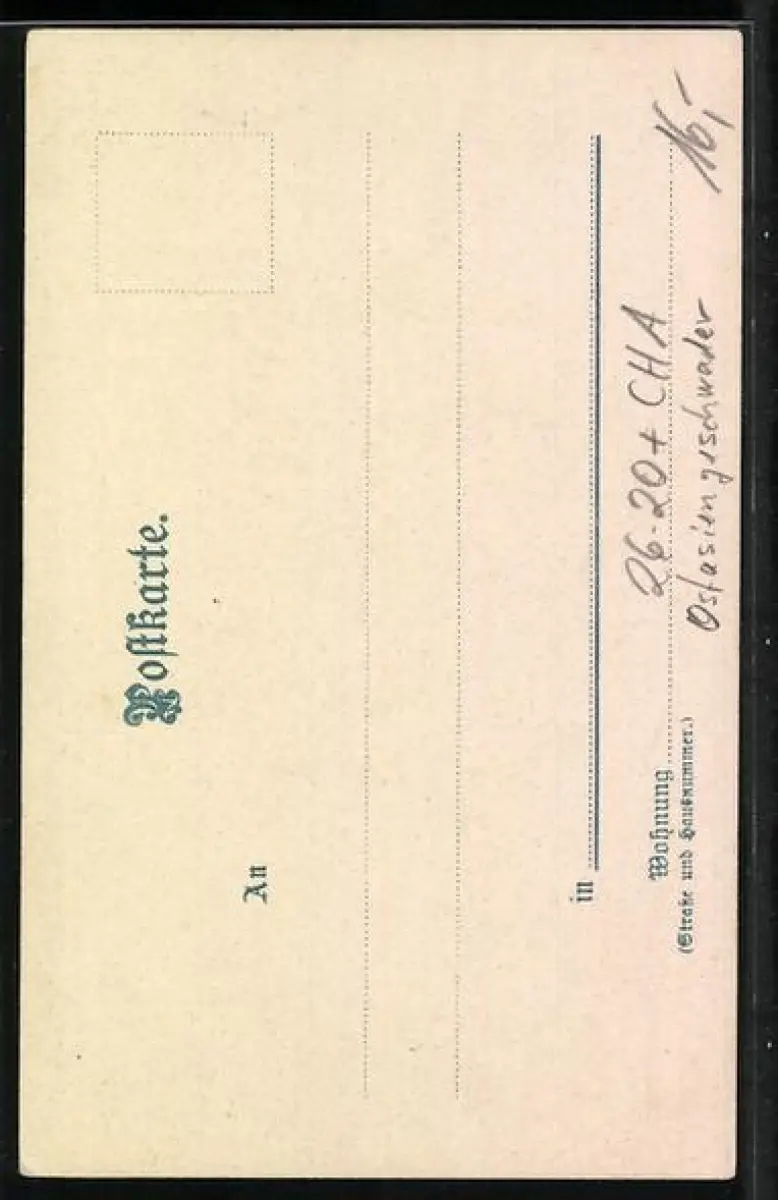 Postkarte.
An
in
Wohnung
(Straße und Hausnummer.)
26-20+ CHA
Ostasiengeschwader
16,-